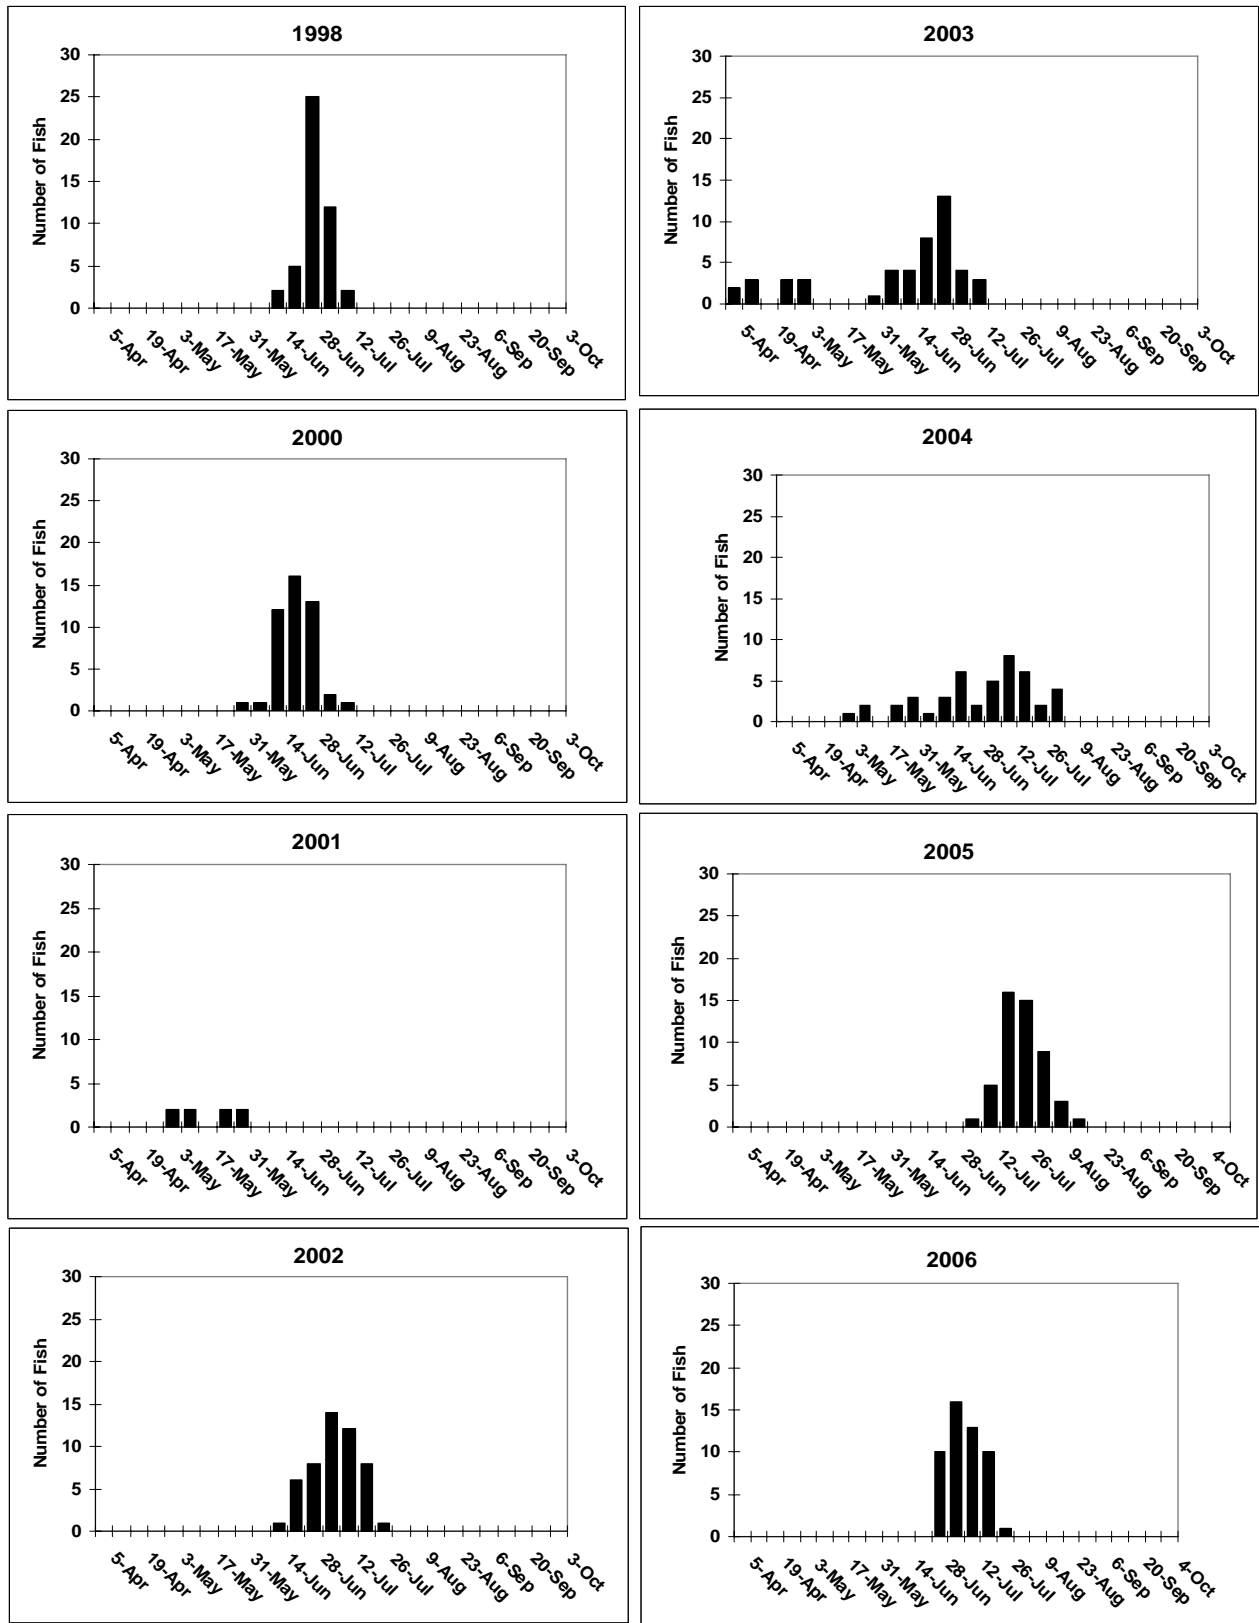 1998
30
25
20
15
10
5
0
Number of Fish
5-Apr
19-Apr
3-May
17-May
31-May
14-Jun
28-Jun
12-Jul
26-Jul
9-Aug
23-Aug
6-Sep
20-Sep
3-Oct
2003
30
25
20
15
10
5
0
Number of Fish
5-Apr
19-Apr
3-May
17-May
31-May
14-Jun
28-Jun
12-Jul
26-Jul
9-Aug
23-Aug
6-Sep
20-Sep
3-Oct
2000
30
25
20
15
10
5
0
Number of Fish
5-Apr
19-Apr
3-May
17-May
31-May
14-Jun
28-Jun
12-Jul
26-Jul
9-Aug
23-Aug
6-Sep
20-Sep
3-Oct
2004
30
25
20
15
10
5
0
Number of Fish
5-Apr
19-Apr
3-May
17-May
31-May
14-Jun
28-Jun
12-Jul
26-Jul
9-Aug
23-Aug
6-Sep
20-Sep
3-Oct
2001
30
25
20
15
10
5
0
Number of Fish
5-Apr
19-Apr
3-May
17-May
31-May
14-Jun
28-Jun
12-Jul
26-Jul
9-Aug
23-Aug
6-Sep
20-Sep
3-Oct
2005
30
25
20
15
10
5
0
Number of Fish
5-Apr
19-Apr
3-May
17-May
31-May
14-Jun
28-Jun
12-Jul
26-Jul
9-Aug
23-Aug
6-Sep
20-Sep
4-Oct
2002
30
25
20
15
10
5
0
Number of Fish
5-Apr
19-Apr
3-May
17-May
31-May
14-Jun
28-Jun
12-Jul
26-Jul
9-Aug
23-Aug
6-Sep
20-Sep
3-Oct
2006
30
25
20
15
10
5
0
Number of Fish
5-Apr
19-Apr
3-May
17-May
31-May
14-Jun
28-Jun
12-Jul
26-Jul
9-Aug
23-Aug
6-Sep
20-Sep
4-Oct